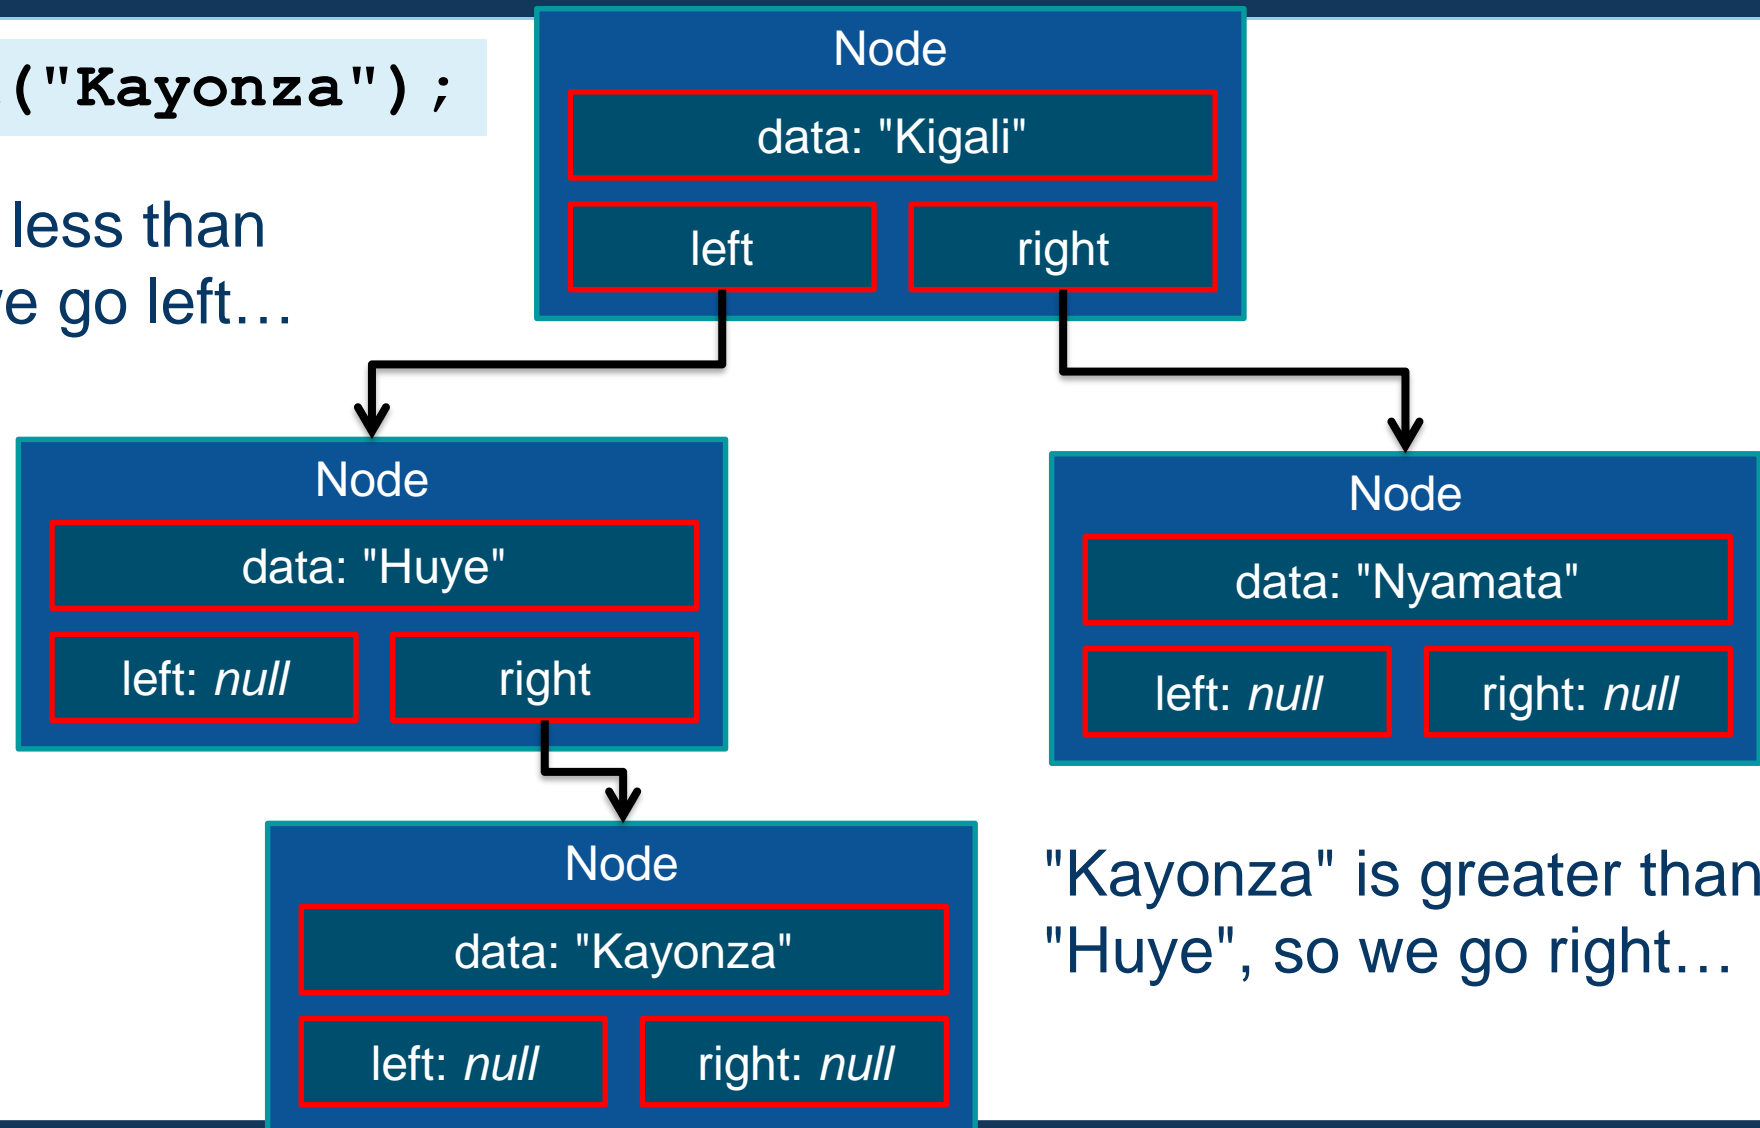 ("Kayonza");
less than
we go left…
Node
data: "Kigali"
left
right
Node
data: "Huye"
left: null
right
Node
data: "Nyamata"
left: null
right: null
Node
data: "Kayonza"
left: null
right: null
"Kayonza" is greater than
"Huye", so we go right…